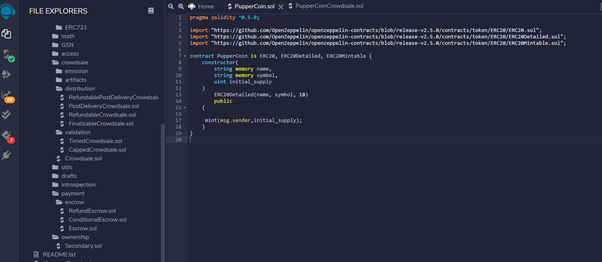 FILE EXPLORERS
ERC721
math
GSN
access
crowdsale
emission
artifacts
distribution
RefundablePostDeliveryCrowdsale
PostDeliveryCrowdsale.sol
RefundableCrowdsale.sol
FinalizableCrowdsale.sol
validation
TimedCrowdsale.sol
CappedCrowdsale.sol
Crowdsale.sol
utils
drafts
introspection
payment
escrow
RefundEscrow.sol
ConditionalEscrow.sol
Escrow.sol
ownership
Secondary.sol
README.txt
Home PupperCoin.sol PupperCoinCrowdsale.sol
1 pragma solidity ^0.5.0;
2
3 import "https://github.com/OpenZeppelin/openzeppelin-contracts/blob/release-v2.5.0/contracts/token/ERC20/ERC20.sol";
4 import "https://github.com/OpenZeppelin/openzeppelin-contracts/blob/release-v2.5.0/contracts/token/ERC20/ERC20Detailed.sol";
5 import "https://github.com/OpenZeppelin/openzeppelin-contracts/blob/release-v2.5.0/contracts/token/ERC20/ERC20Mintable.sol";
6
7 contract PupperCoin is ERC20, ERC20Detailed, ERC20Mintable {
8 constructor(
9 string memory name,
10 string memory symbol,
11 uint initial_supply
12 )
13 ERC20Detailed(name, symbol, 18)
14 public
15 {
16
17 mint(msg.sender,initial_supply);
18 }
19 }
20